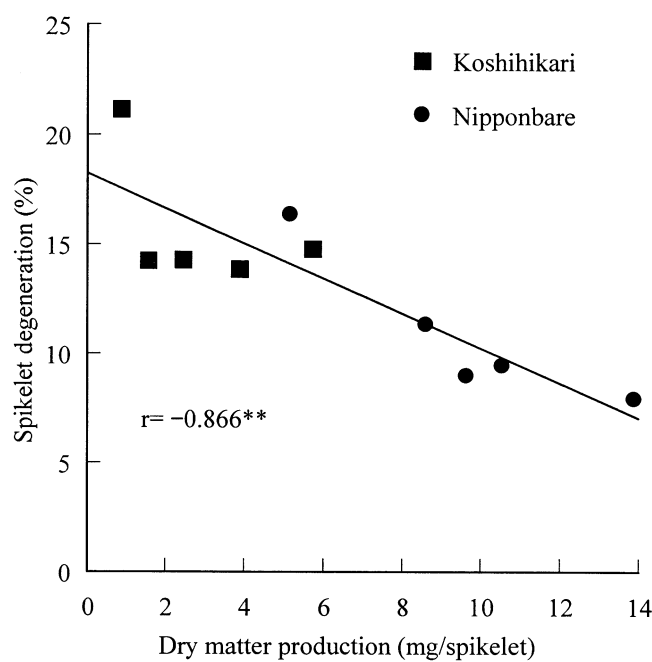 25
Koshihikari
Nipponbare
20
15
10
r= −0.866**
5
0
0 2 4 6 8 10 12 14
Spikelet degeneration (%)
Dry matter production (mg/spikelet)